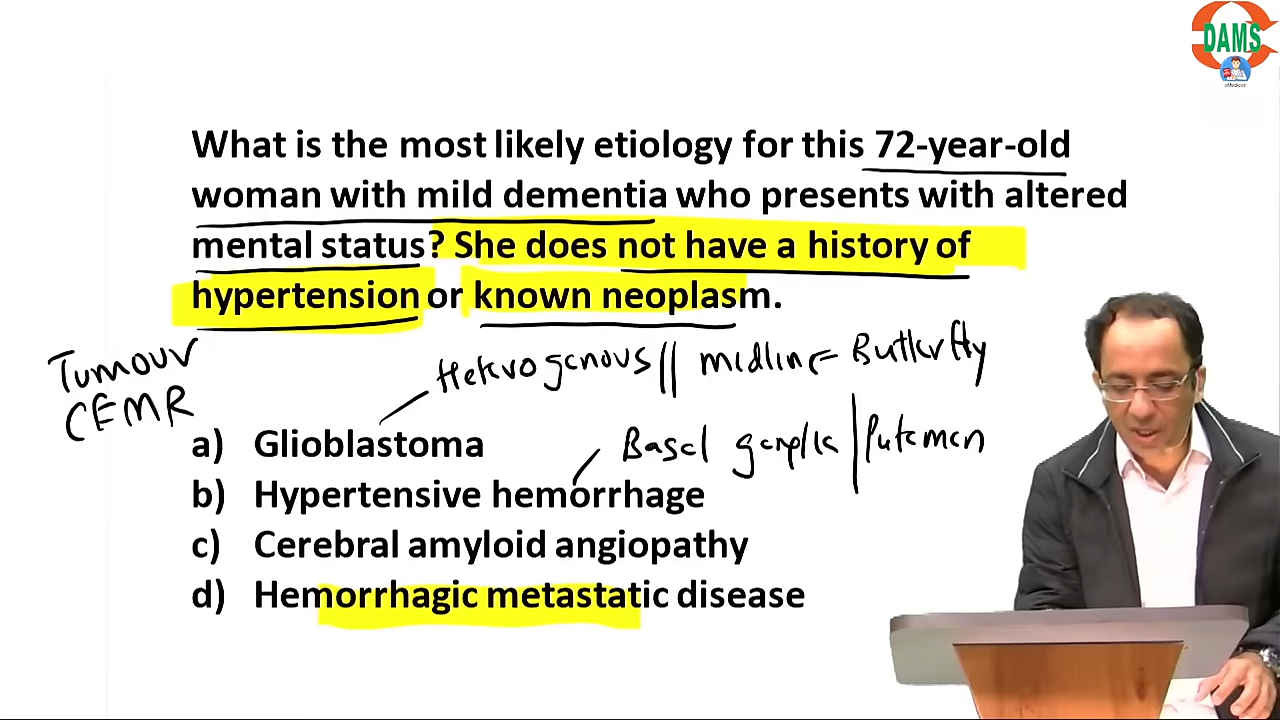 DAMS
eMedicoz
What is the most likely etiology for this 72-year-old
woman with mild dementia who presents with altered
mental status? She does not have a history of
hypertension or known neoplasm.
Tumour
CEMR
Heterogenous || midline Butterfly
a) Glioblastoma
Basal ganglia | Putamen
b) Hypertensive hemorrhage
c) Cerebral amyloid angiopathy
d) Hemorrhagic metastatic disease